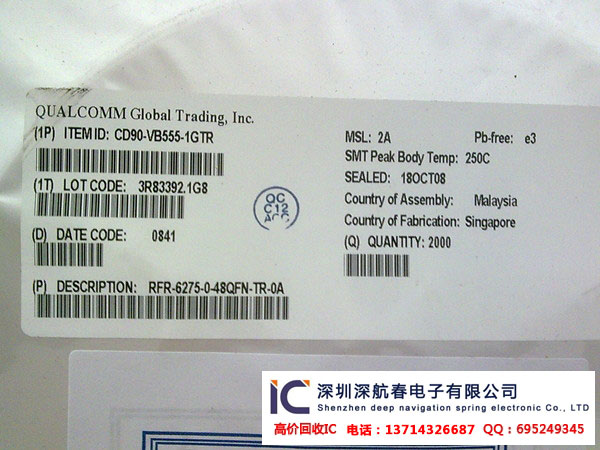 QUALCOMM Global Trading, Inc.
(1P) ITEM ID: CD90-VB555-1GTR
(1T) LOT CODE: 3R83392.1G8
(D) DATE CODE: 0841
(P) DESCRIPTION: RFR-6275-0-48QFN-TR-0A
QC
C12
MSL: 2A Pb-free: e3
SMT Peak Body Temp: 250C
SEALED: 18OCT08
Country of Assembly: Malaysia
Country of Fabrication: Singapore
(Q) QUANTITY: 2000
IC
深圳深航春电子有限公司
Shenzhen deep navigation spring electronic Co., Ltd
高价回收IC 电话：13714326687 QQ：695249345